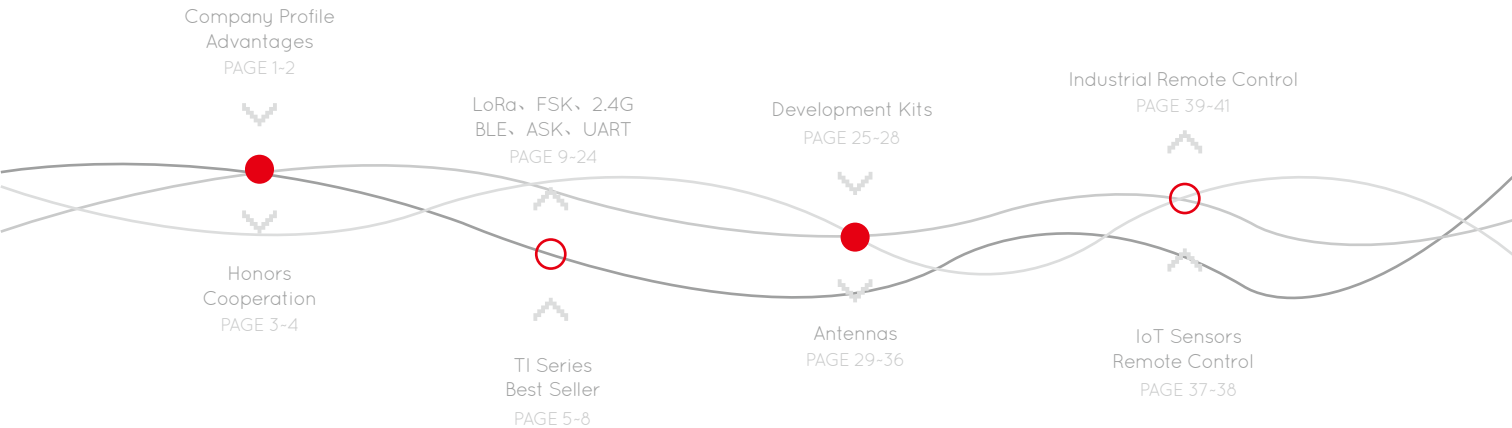 Company Profile
Advantages
PAGE 1-2
Honors
Cooperation
PAGE 3-4
LoRa、FSK、2.4G
BLE、ASK、UART
PAGE 9-24
TI Series
Best Seller
PAGE 5-8
Development Kits
PAGE 25-28
Antennas
PAGE 29-36
Industrial Remote Control
PAGE 39-41
IoT Sensors
Remote Control
PAGE 37-38